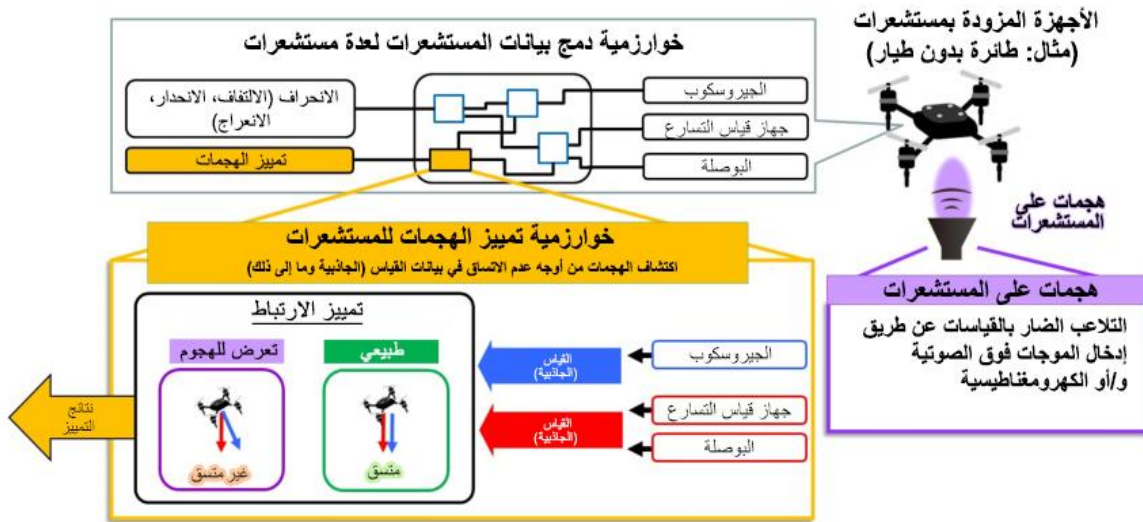 الأجهزة المزودة بمستشعرات
(مثال: طائرة بدون طيار)
خوارزمية دمج بيانات المستشعرات لعدة مستشعرات
الجيروسكوب
جهاز قياس التسارع
البوصلة
الانحراف (الالتفاف، الانحدار،
الانعراج)
تمييز الهجمات
هجمات على
المستشعرات
هجمات على المستشعرات
التلاعب الضار بالقياسات عن طريق
إدخال الموجات فوق الصوتية
و/أو الكهرومغناطيسية
خوارزمية تمييز الهجمات للمستشعرات
اكتشاف الهجمات من أوجه عدم الاتساق في بيانات القياس (الجاذبية وما إلى ذلك)
الجيروسكوب
جهاز قياس التسارع
البوصلة
القياس
(الجاذبية)
القياس
(الجاذبية)
تمييز الارتباط
طبيعي
متسق
تعرض للهجوم
غير متسق
نتائج
التمييز